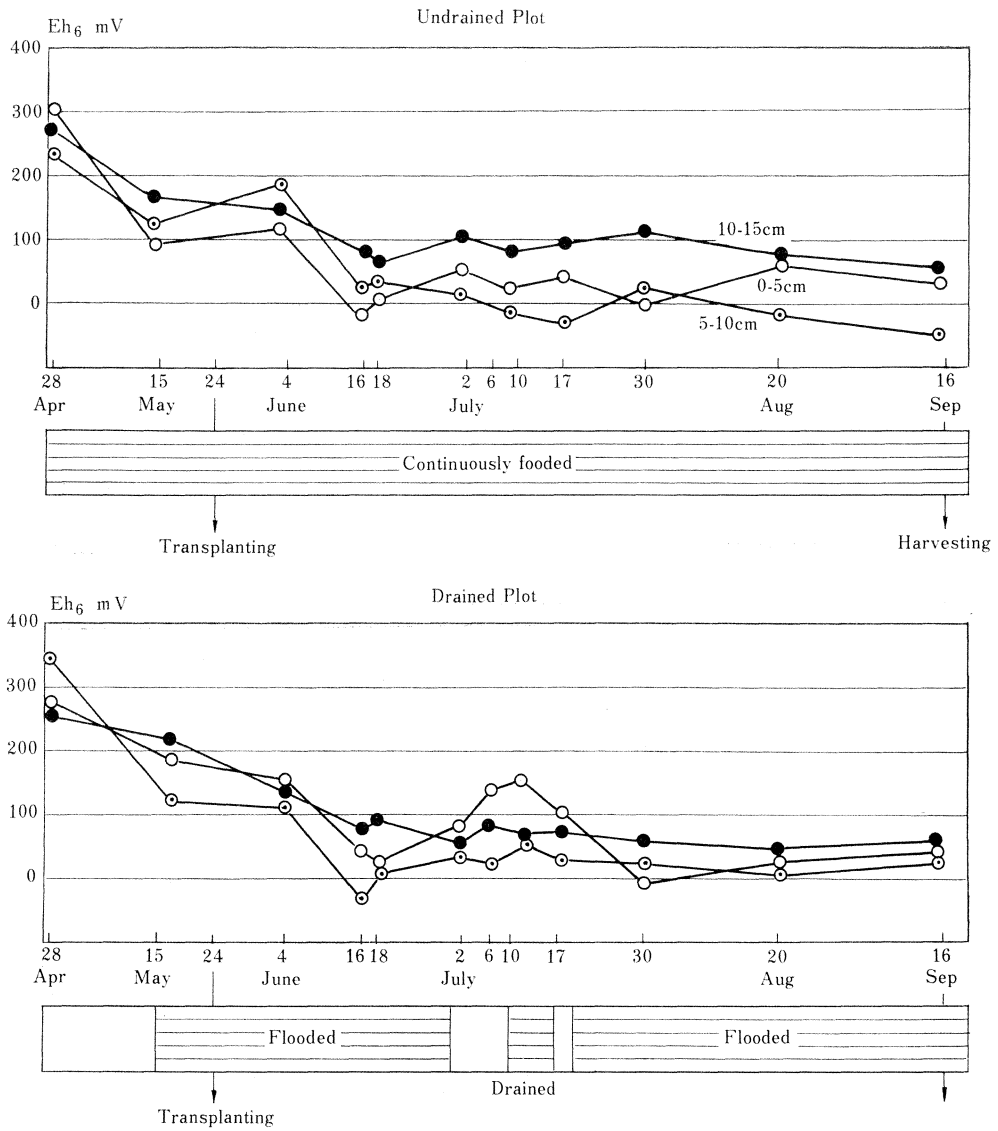 Undrained Plot
Eh6 mV
400
300
200
100
0
10-15cm
0-5cm
5-10cm
28 15 24 4 16 18 2 6 10 17 30 20 16
Apr May June July Aug Sep
Continuously fooded
Transplanting Harvesting
Drained Plot
Eh6 mV
400
300
200
100
0
28 15 24 4 16 18 2 6 10 17 30 20 16
Apr May June July Aug Sep
Flooded Flooded
Drained
Transplanting